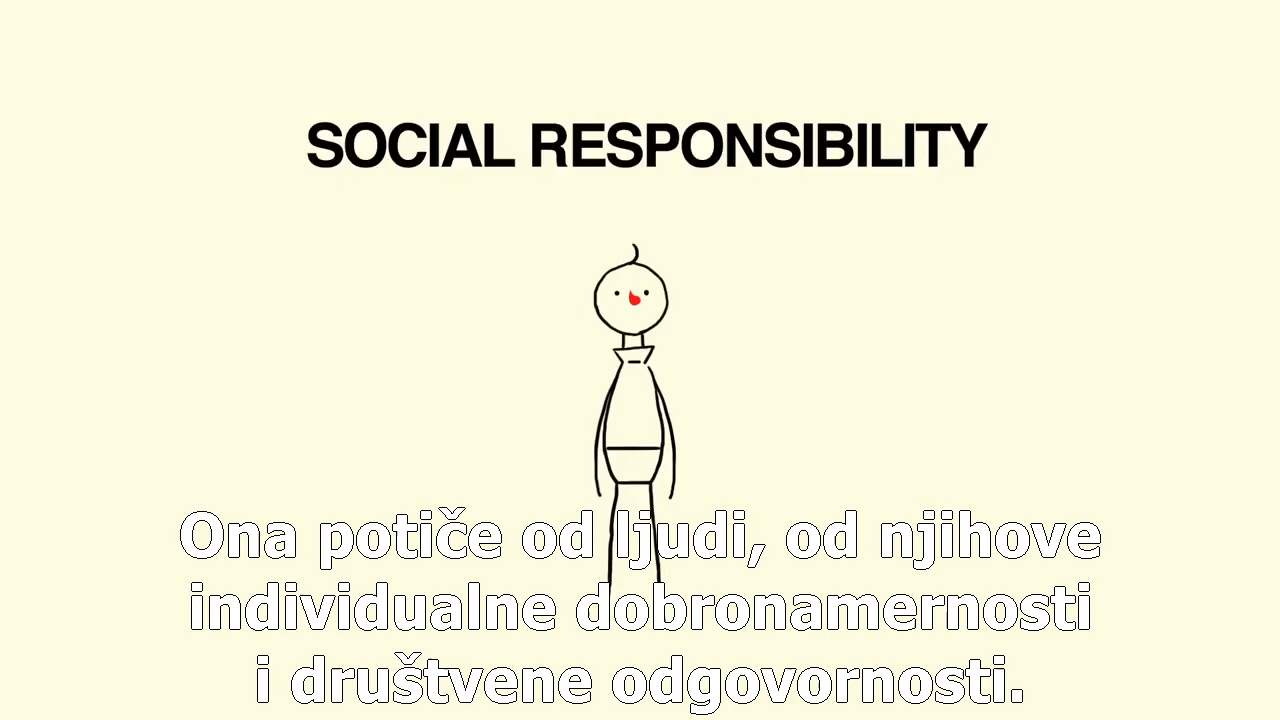 SOCIAL RESPONSIBILITY
Ona potiče od ljudi, od njihove
individualne dobronamernosti
i društvene odgovornosti.